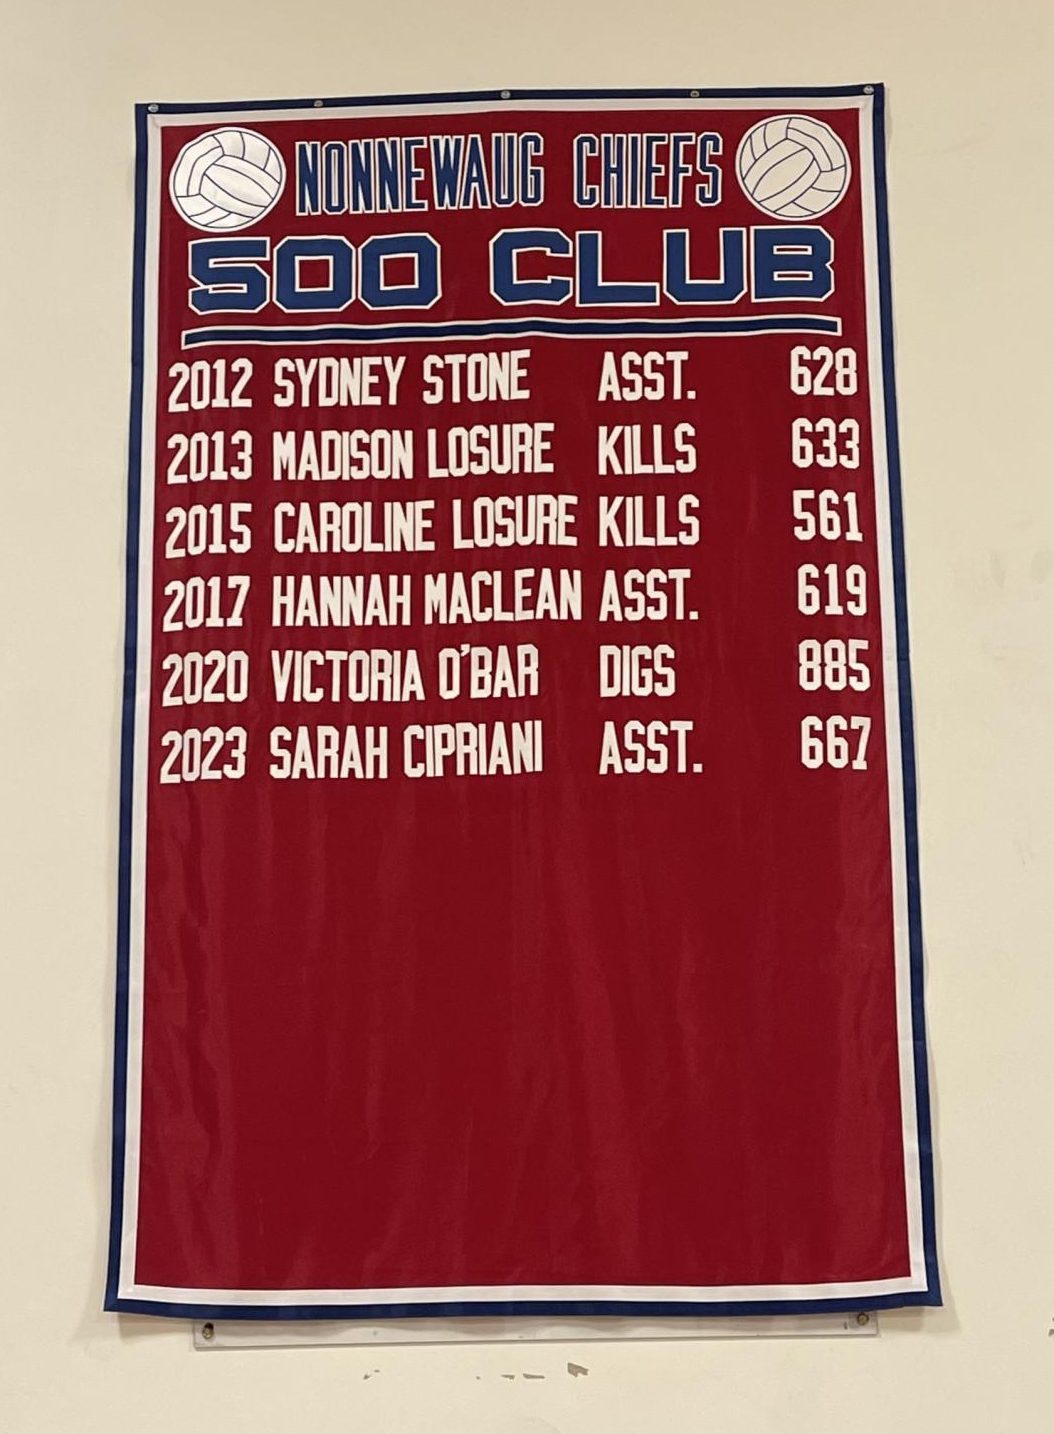 NONNEWAUG CHIEFS
500 CLUB
2012 SYDNEY STONE ASST. 628
2013 MADISON LOSURE KILLS 633
2015 CAROLINE LOSURE KILLS 561
2017 HANNAH MACLEAN ASST. 619
2020 VICTORIA O'BAR DIGS 885
2023 SARAH CIPRIANI ASST. 667